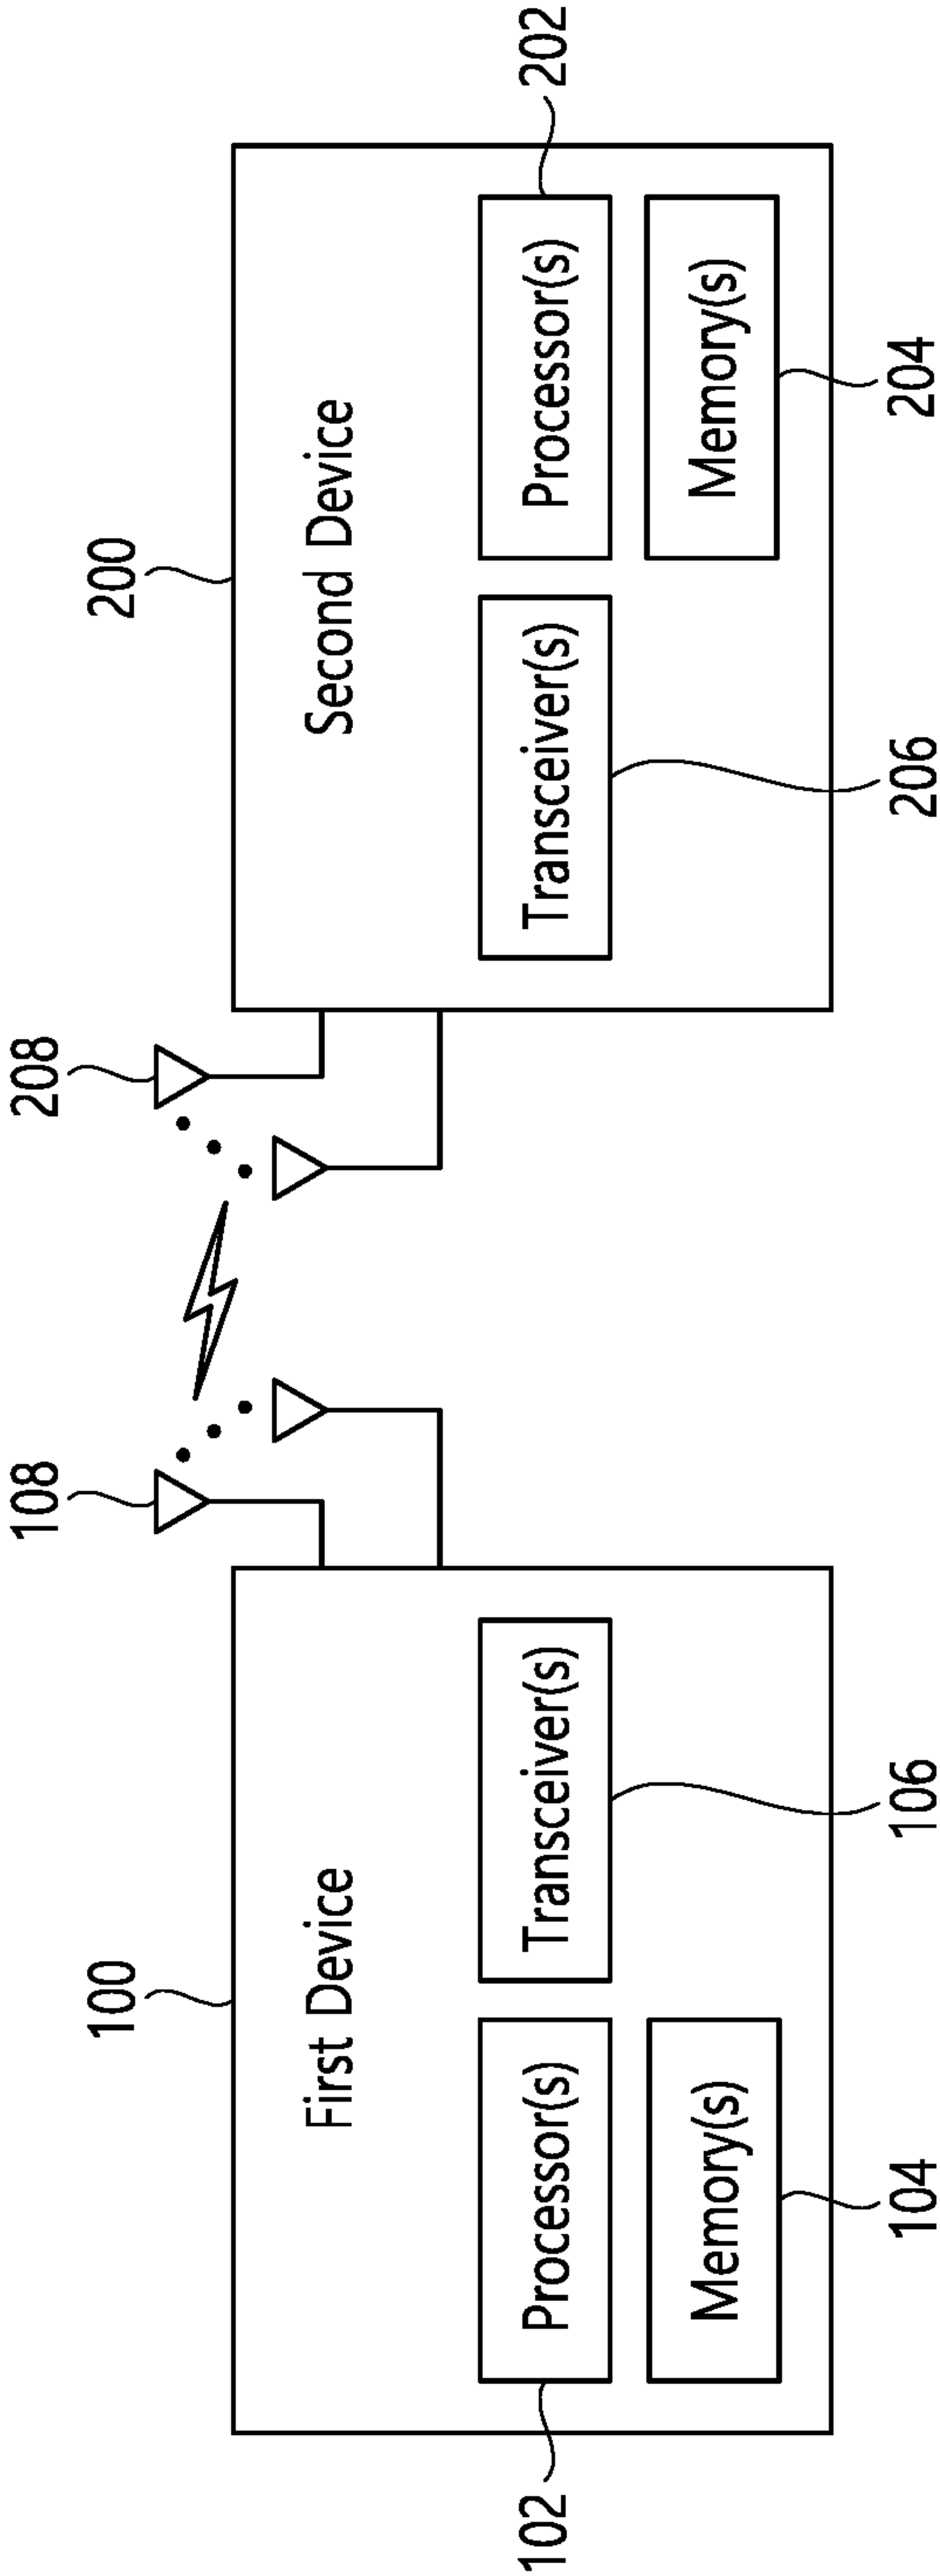 108
208
100
200
First Device
Second Device
102
Processor(s)
Transceiver(s)
Transceiver(s)
Processor(s)
202
Memory(s)
Memory(s)
104
106
206
204